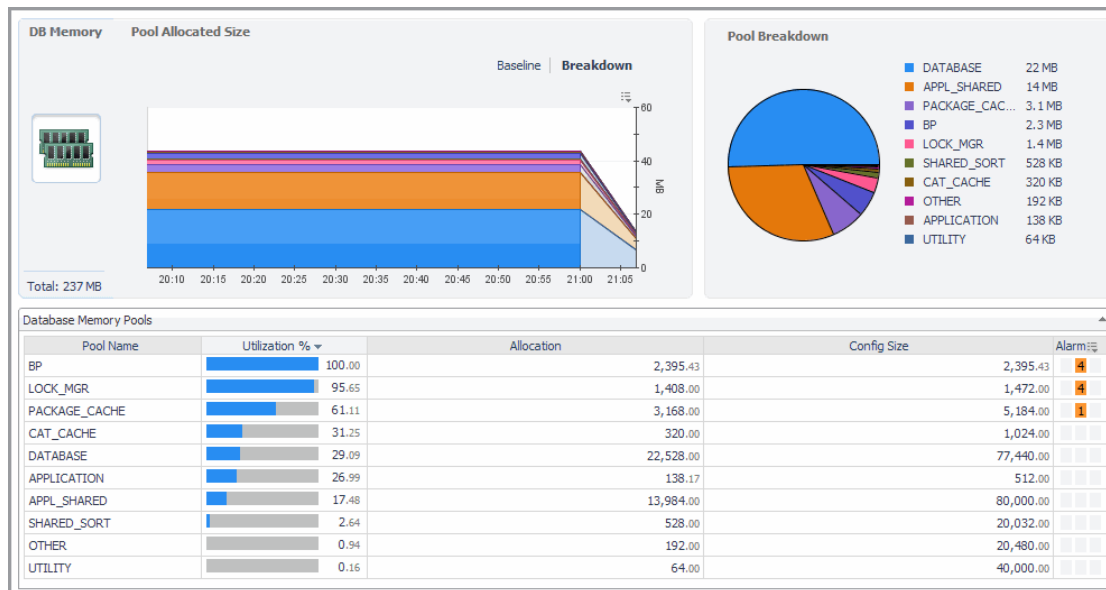 DB Memory
Pool Allocated Size
Baseline | Breakdown
60
40
20
0
MB
20:10 20:15 20:20 20:25 20:30 20:35 20:40 20:45 20:50 20:55 21:00 21:05
Total: 237 MB
Pool Breakdown
DATABASE 22 MB
APPL_SHARED 14 MB
PACKAGE_CAC... 3.1 MB
BP 2.3 MB
LOCK_MGR 1.4 MB
SHARED_SORT 528 KB
CAT_CACHE 320 KB
OTHER 192 KB
APPLICATION 138 KB
UTILITY 64 KB
Database Memory Pools
Pool Name Utilization % Allocation Config Size Alarm
BP 100.00 2,395.43 2,395.43 4
LOCK_MGR 95.65 1,408.00 1,472.00 4
PACKAGE_CACHE 61.11 3,168.00 5,184.00 1
CAT_CACHE 31.25 320.00 1,024.00
DATABASE 29.09 22,528.00 77,440.00
APPLICATION 26.99 138.17 512.00
APPL_SHARED 17.48 13,984.00 80,000.00
SHARED_SORT 2.64 528.00 20,032.00
OTHER 0.94 192.00 20,480.00
UTILITY 0.16 64.00 40,000.00